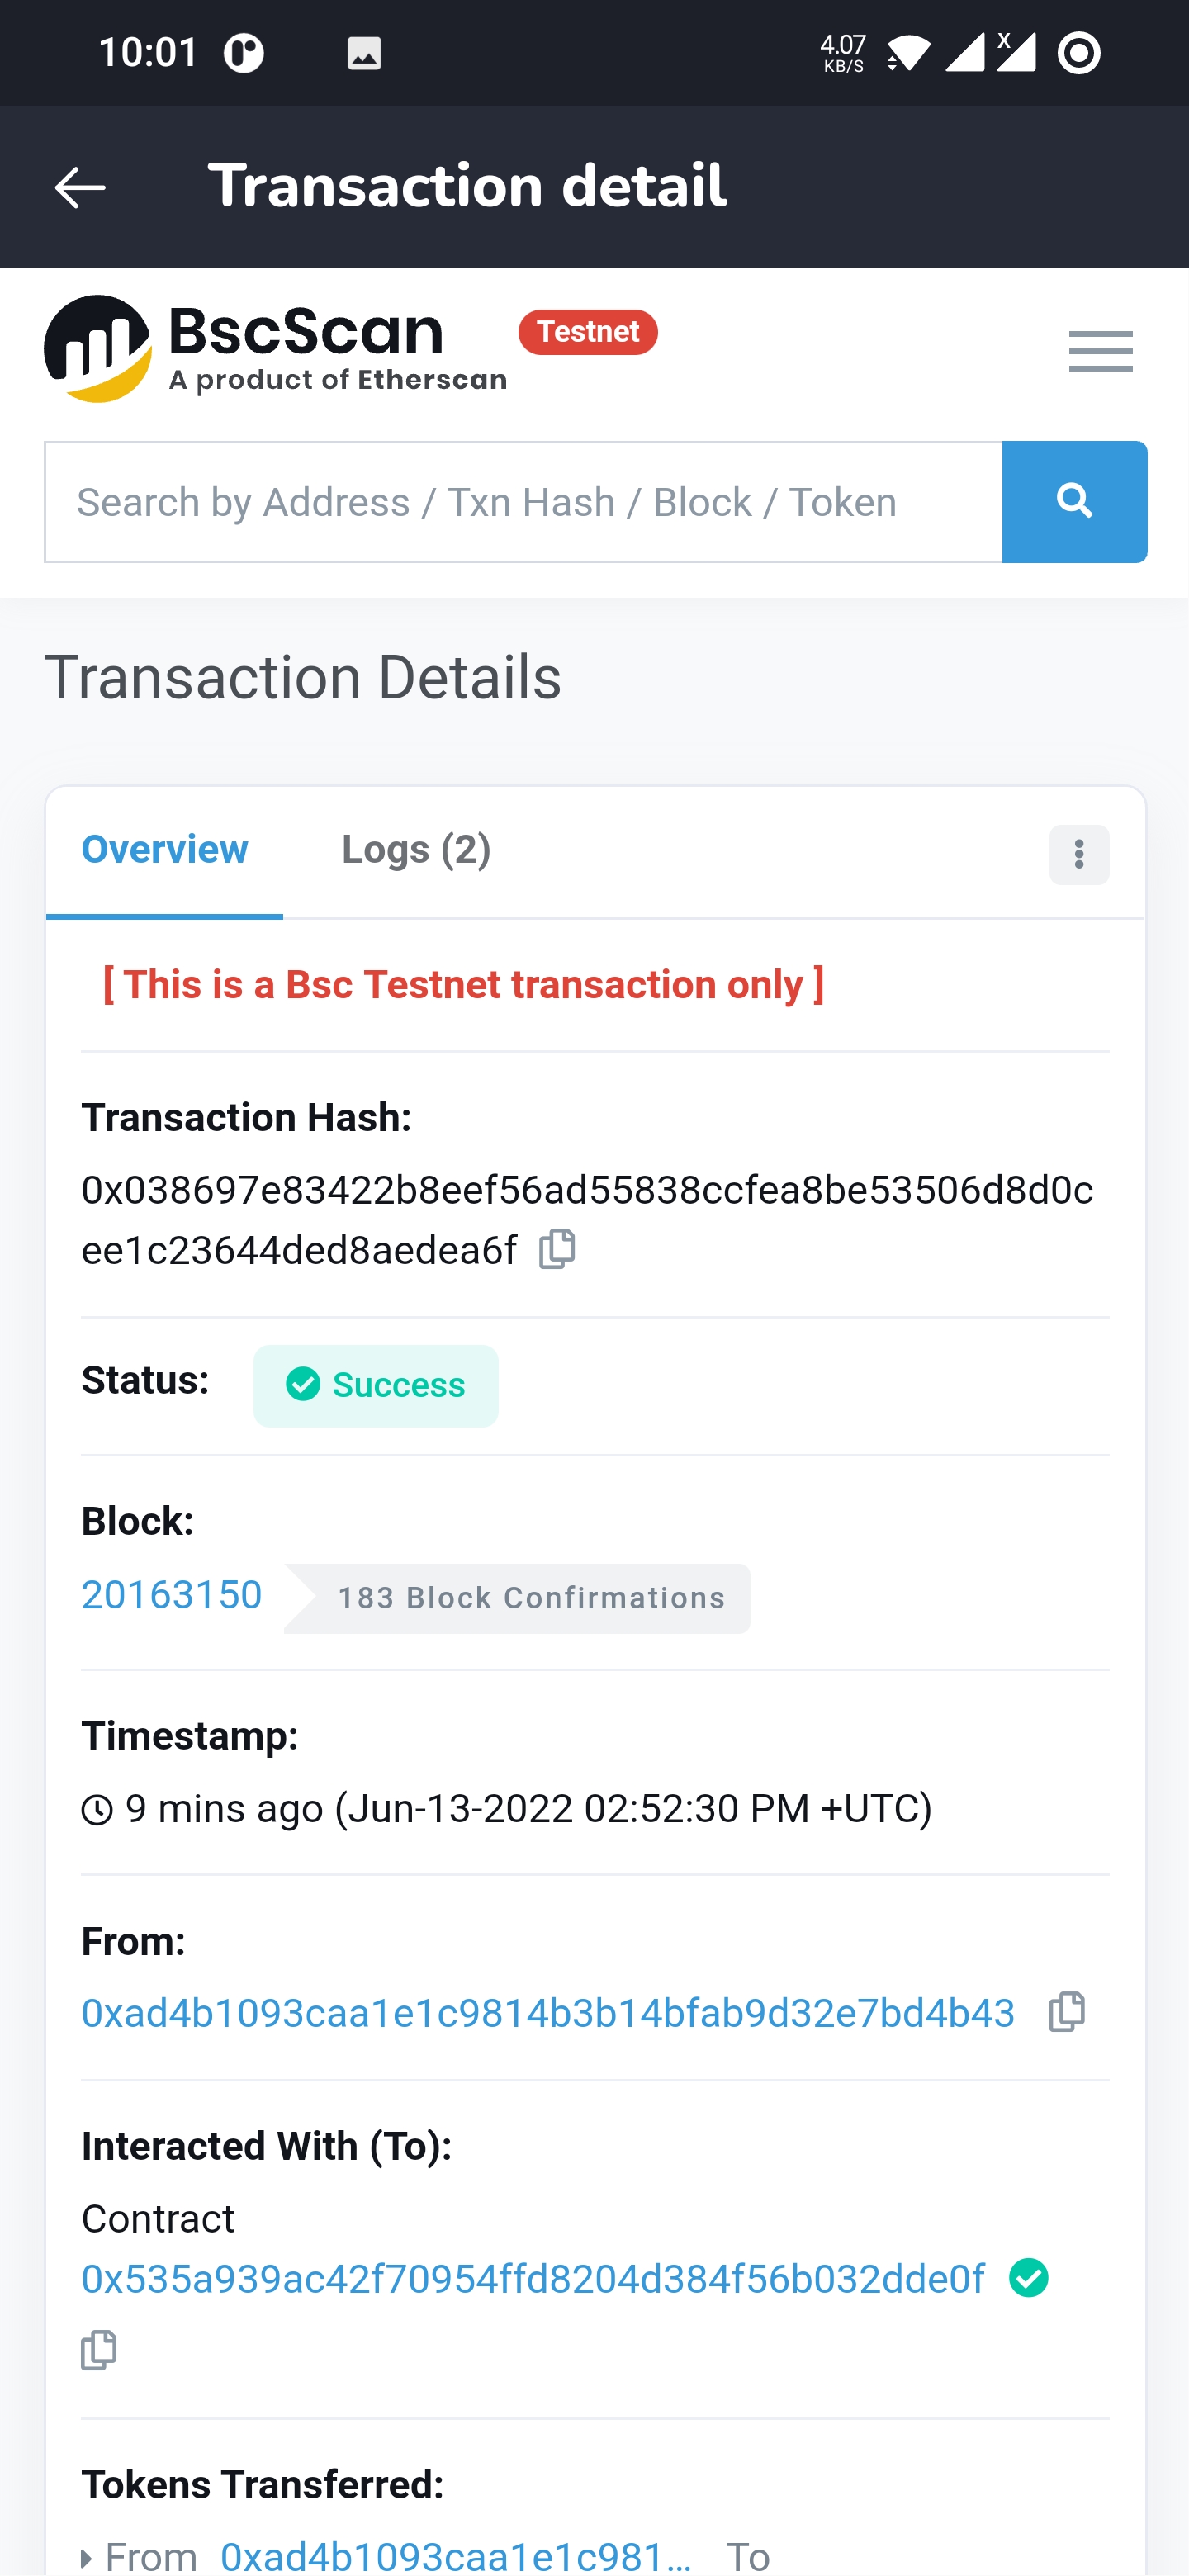 10:01
4.07
KB/S
X
Transaction detail
BscScan
Testnet
A product of Etherscan
Search by Address / Txn Hash / Block / Token
Transaction Details
Overview
Logs (2)
[ This is a Bsc Testnet transaction only ]
Transaction Hash:
0x038697e83422b8eef56ad55838ccfea8be53506d8d0c
ee1c23644ded8aedea6f
Status:
Success
Block:
20163150
183 Block Confirmations
Timestamp:
9 mins ago (Jun-13-2022 02:52:30 PM +UTC)
From:
0xad4b1093caa1e1c9814b3b14bfab9d32e7bd4b43
Interacted With (To):
Contract
0x535a939ac42f70954ffd8204d384f56b032dde0f
Tokens Transferred:
From 0xad4b1093caa1e1c981... To